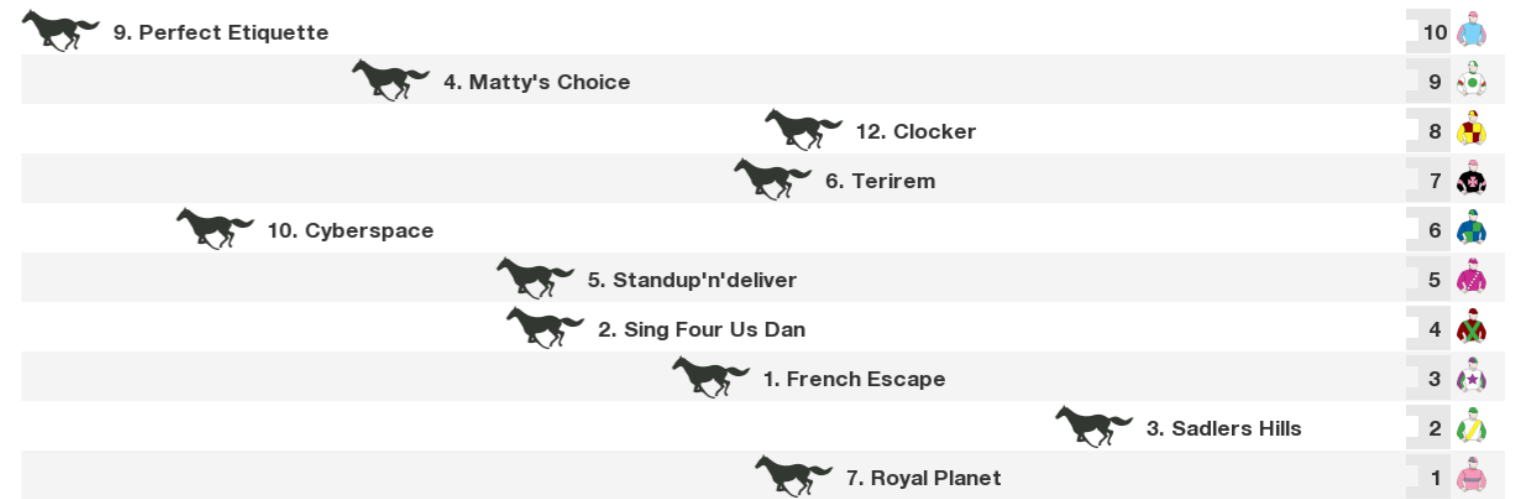 9. Perfect Etiquette 10
4. Matty's Choice 9
12. Clocker 8
6. Terirem 7
10. Cyberspace 6
5. Standup'n'deliver 5
2. Sing Four Us Dan 4
1. French Escape 3
3. Sadlers Hills 2
7. Royal Planet 1